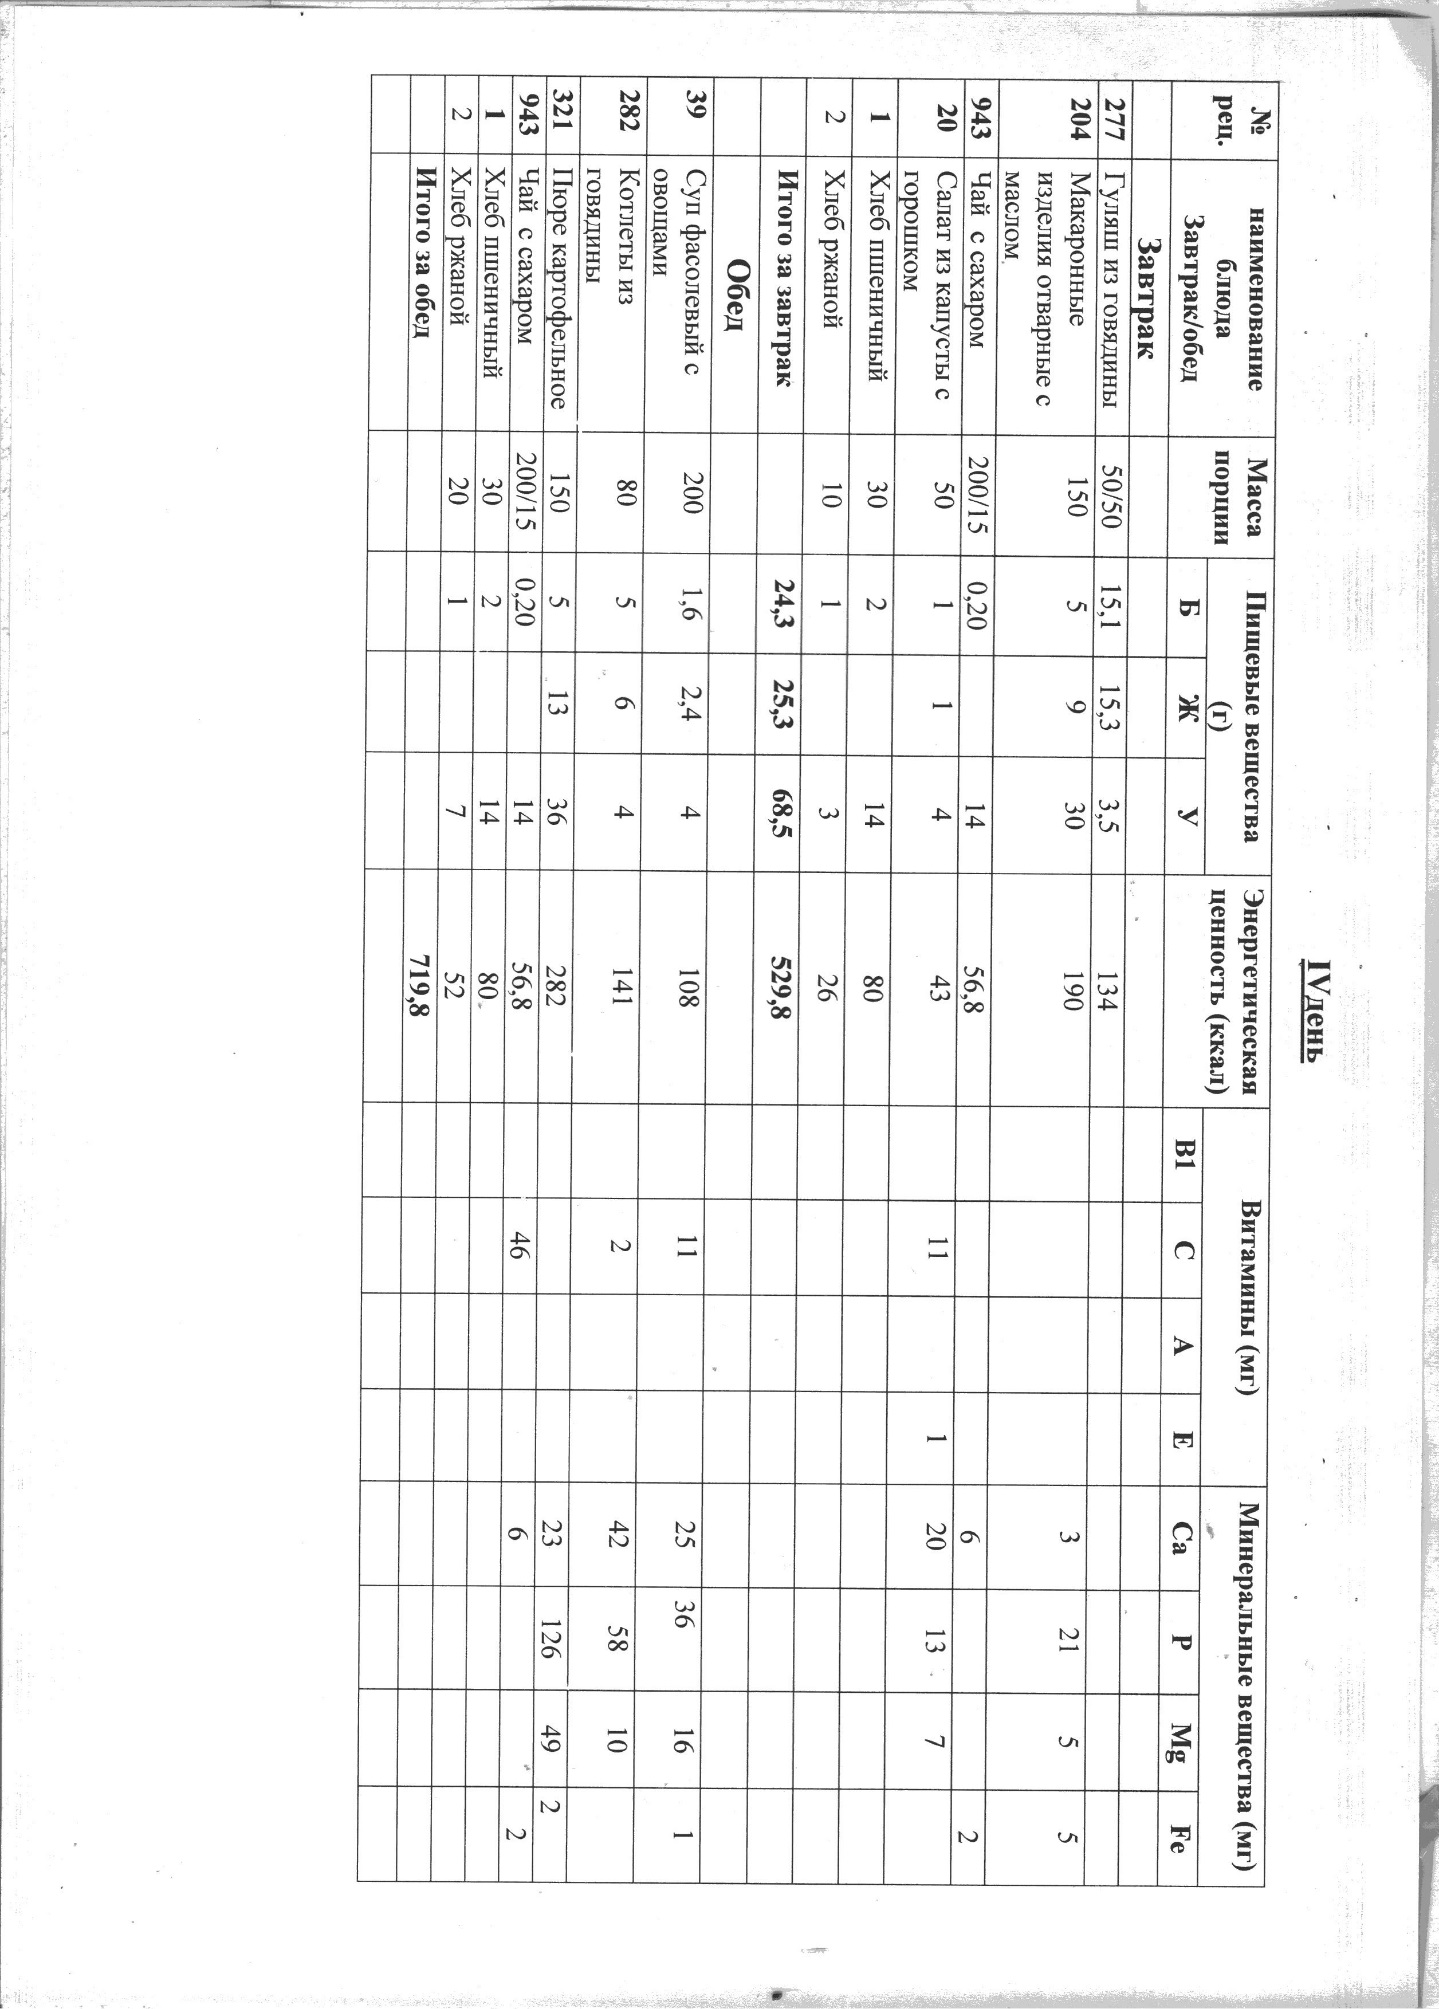 IVдень
№ рец. наименование блюда Завтрак/обед Масса порции Пищевые вещества (г) Энергетическая ценность (ккал) Витамины (мг) Минеральные вещества (мг)
Б Ж У В1 С А Е Са Р Mg Fe
Завтрак
277 Гуляш из говядины 50/50 15,1 15,3 3,5 134
204 Макаронные изделия отварные с маслом 150 5 9 30 190 3 21 5 5
943 Чай с сахаром 200/15 0,20 14 56,8 6 2
20 Салат из капусты с горошком 50 1 1 4 43 11 1 20 13 7
1 Хлеб пшеничный 30 2 14 80
2 Хлеб ржаной 10 1 3 26
Итого за завтрак 24,3 25,3 68,5 529,8
Обед
39 Суп фасолевый с овощами 200 1,6 2,4 4 108 11 25 36 16 1
282 Котлеты из говядины 80 5 6 4 141 2 42 58 10
321 Пюре картофельное 150 5 13 36 282 23 126 49 2
943 Чай с сахаром 200/15 0,20 14 56,8 46 6 2
1 Хлеб пшеничный 30 2 14 80
2 Хлеб ржаной 20 1 7 52
Итого за обед 719,8